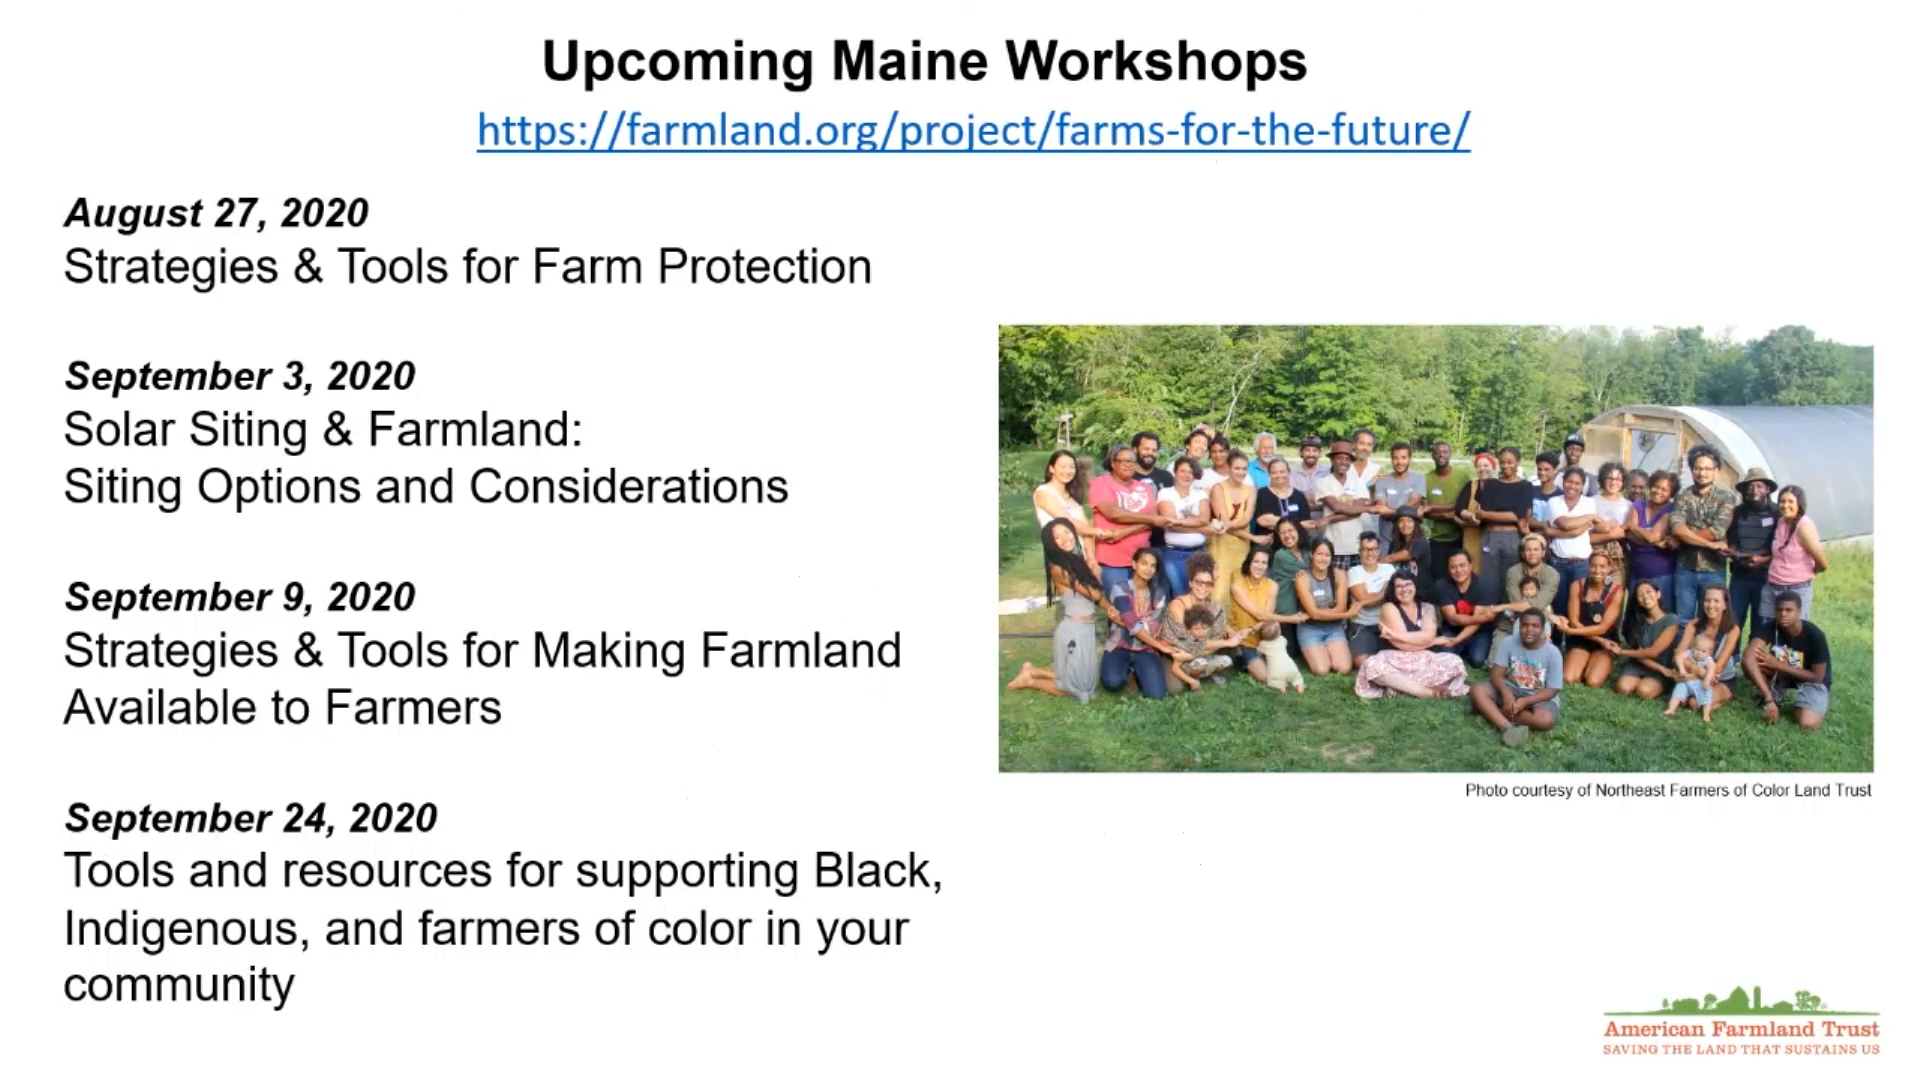 Upcoming Maine Workshops
https://farmland.org/project/farms-for-the-future/
August 27, 2020
Strategies & Tools for Farm Protection
September 3, 2020
Solar Siting & Farmland:
Siting Options and Considerations
September 9, 2020
Strategies & Tools for Making Farmland
Available to Farmers
September 24, 2020
Tools and resources for supporting Black,
Indigenous, and farmers of color in your
community
Photo courtesy of Northeast Farmers of Color Land Trust
American Farmland Trust
SAVING THE LAND THAT SUSTAINS US